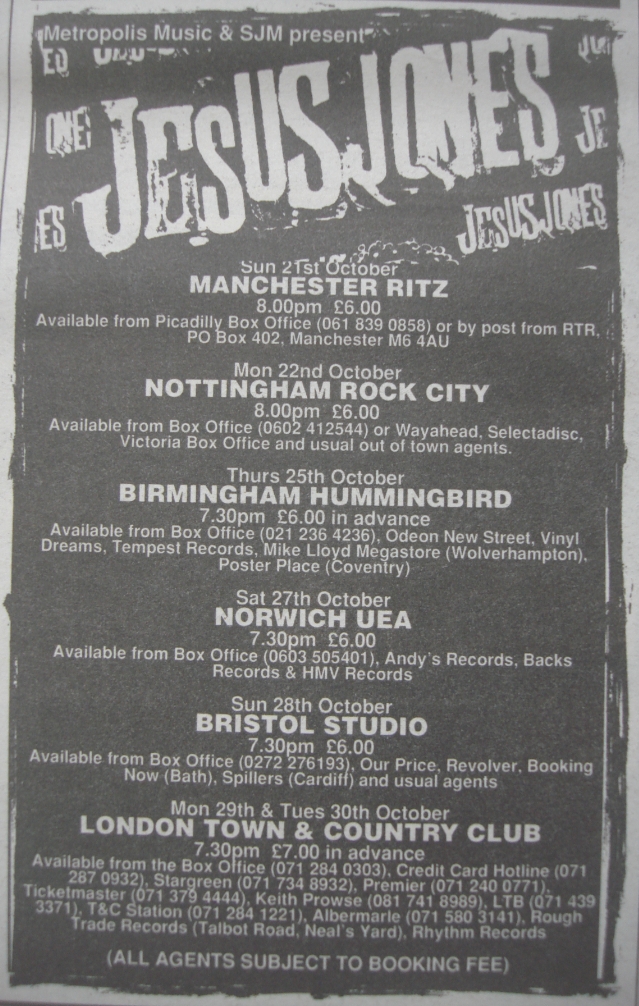 Metropolis Music & SJM present
ES
ONES
JESUS JONES
JE
ES
JESUSJONES
Sun 21st October
MANCHESTER RITZ
8.00pm £6.00
Available from Picadilly Box Office (061 839 0858) or by post from RTR,
PO Box 402, Manchester M6 4AU
Mon 22nd October
NOTTINGHAM ROCK CITY
8.00pm £6.00
Available from Box Office (0602 412544) or Wayahead, Selectadisc,
Victoria Box Office and usual out of town agents.
Thurs 25th October
BIRMINGHAM HUMMINGBIRD
7.30pm £6.00 in advance
Available from Box Office (021 236 4236), Odeon New Street, Vinyl
Dreams, Tempest Records, Mike Lloyd Megastore (Wolverhampton),
Poster Place (Coventry)
Sat 27th October
NORWICH UEA
7.30pm £6.00
Available from Box Office (0603 505401), Andy's Records, Backs
Records & HMV Records
Sun 28th October
BRISTOL STUDIO
7.30pm £6.00
Available from Box Office (0272 276193), Our Price, Revolver, Booking
Now (Bath), Spillers (Cardiff) and usual agents
Mon 29th & Tues 30th October
LONDON TOWN & COUNTRY CLUB
7.30pm £7.00 in advance
Available from the Box Office (071 284 0303), Credit Card Hotline (071
287 0932), Stargreen (071 734 8932), Premier (071 240 0771),
Ticketmaster (071 379 4444), Keith Prowse (081 741 8989), LTB (071 439
3371), T&C Station (071 284 1221), Albermarle (071 580 3141), Rough
Trade Records (Talbot Road, Neal's Yard), Rhythm Records
(ALL AGENTS SUBJECT TO BOOKING FEE)